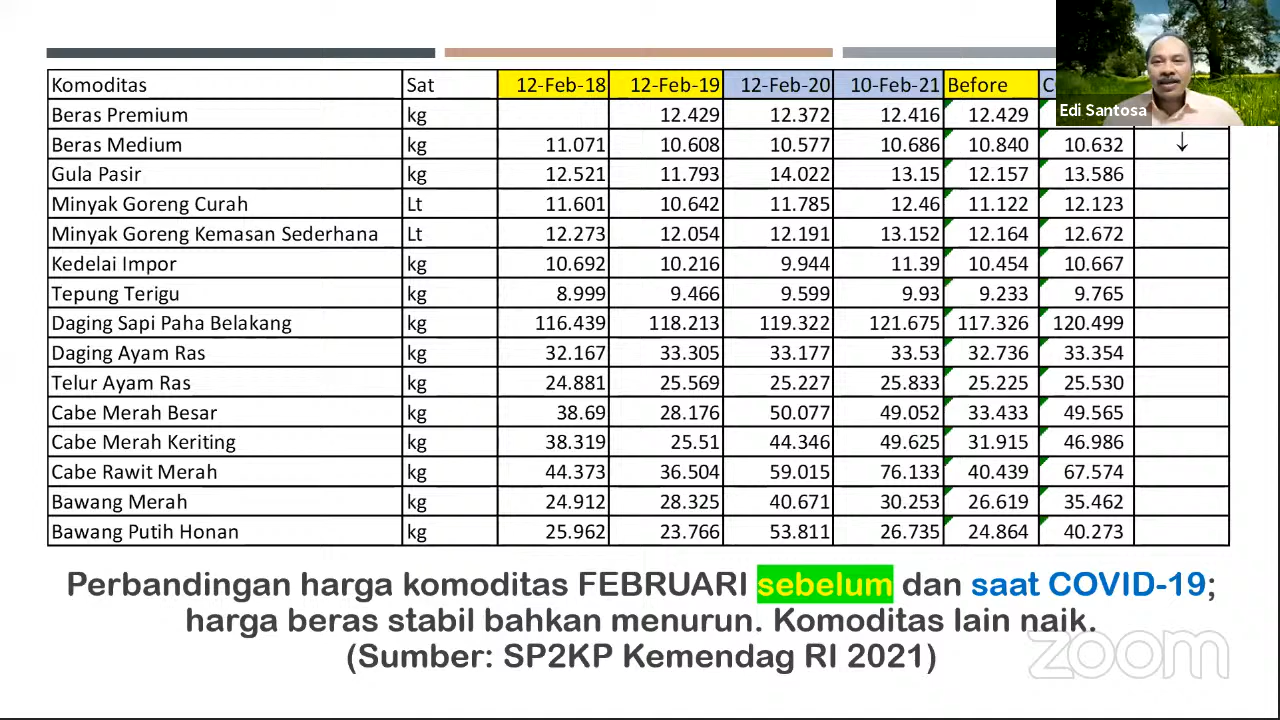 Komoditas Sat 12-Feb-18 12-Feb-19 12-Feb-20 10-Feb-21 Before C
Edi Santosa
Beras Premium kg 12.429 12.372 12.416 12.429
Beras Medium kg 11.071 10.608 10.577 10.686 10.840 10.632 ↓
Gula Pasir kg 12.521 11.793 14.022 13.15 12.157 13.586
Minyak Goreng Curah Lt 11.601 10.642 11.785 12.46 11.122 12.123
Minyak Goreng Kemasan Sederhana Lt 12.273 12.054 12.191 13.152 12.164 12.672
Kedelai Impor kg 10.692 10.216 9.944 11.39 10.454 10.667
Tepung Terigu kg 8.999 9.466 9.599 9.93 9.233 9.765
Daging Sapi Paha Belakang kg 116.439 118.213 119.322 121.675 117.326 120.499
Daging Ayam Ras kg 32.167 33.305 33.177 33.53 32.736 33.354
Telur Ayam Ras kg 24.881 25.569 25.227 25.833 25.225 25.530
Cabe Merah Besar kg 38.69 28.176 50.077 49.052 33.433 49.565
Cabe Merah Keriting kg 38.319 25.51 44.346 49.625 31.915 46.986
Cabe Rawit Merah kg 44.373 36.504 59.015 76.133 40.439 67.574
Bawang Merah kg 24.912 28.325 40.671 30.253 26.619 35.462
Bawang Putih Honan kg 25.962 23.766 53.811 26.735 24.864 40.273
Perbandingan harga komoditas FEBRUARI sebelum dan saat COVID-19;
harga beras stabil bahkan menurun. Komoditas lain naik.
(Sumber: SP2KP Kemendag RI 2021)
zoom